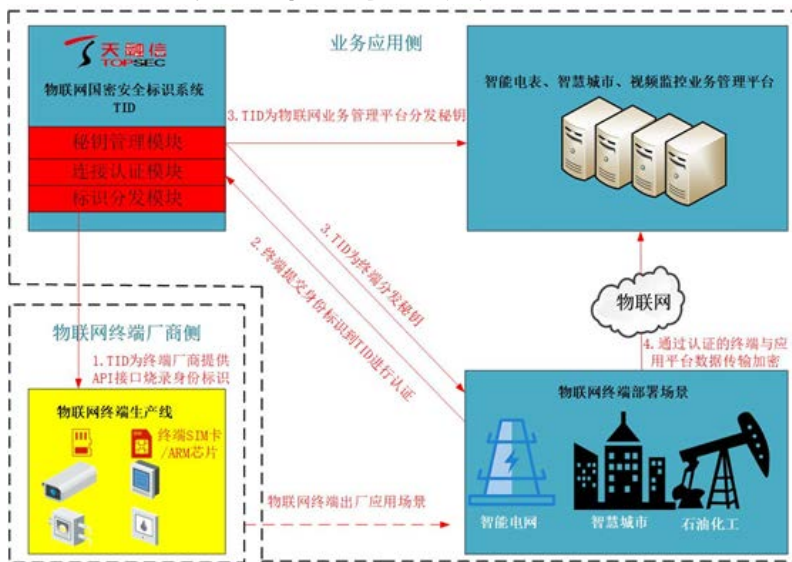 天融信
TOPSEC
物联网国密安全标识系统
TID
秘钥管理模块
连接认证模块
标识分发模块
业务应用侧
3.TID为物联网业务管理平台分发秘钥
智能电表、智慧城市、视频监控业务管理平台
3.TID为终端分发秘钥
2.终端提交身份标识到TID进行认证
物联网
4.通过认证的终端与应
用平台数据传输加密
物联网终端厂商侧
1.TID为终端厂商提供
API接口烧录身份标识
物联网终端生产线
终端SIM卡
/ARM芯片
物联网终端出厂应用场景
物联网终端部署场景
智能电网
智慧城市
石油化工